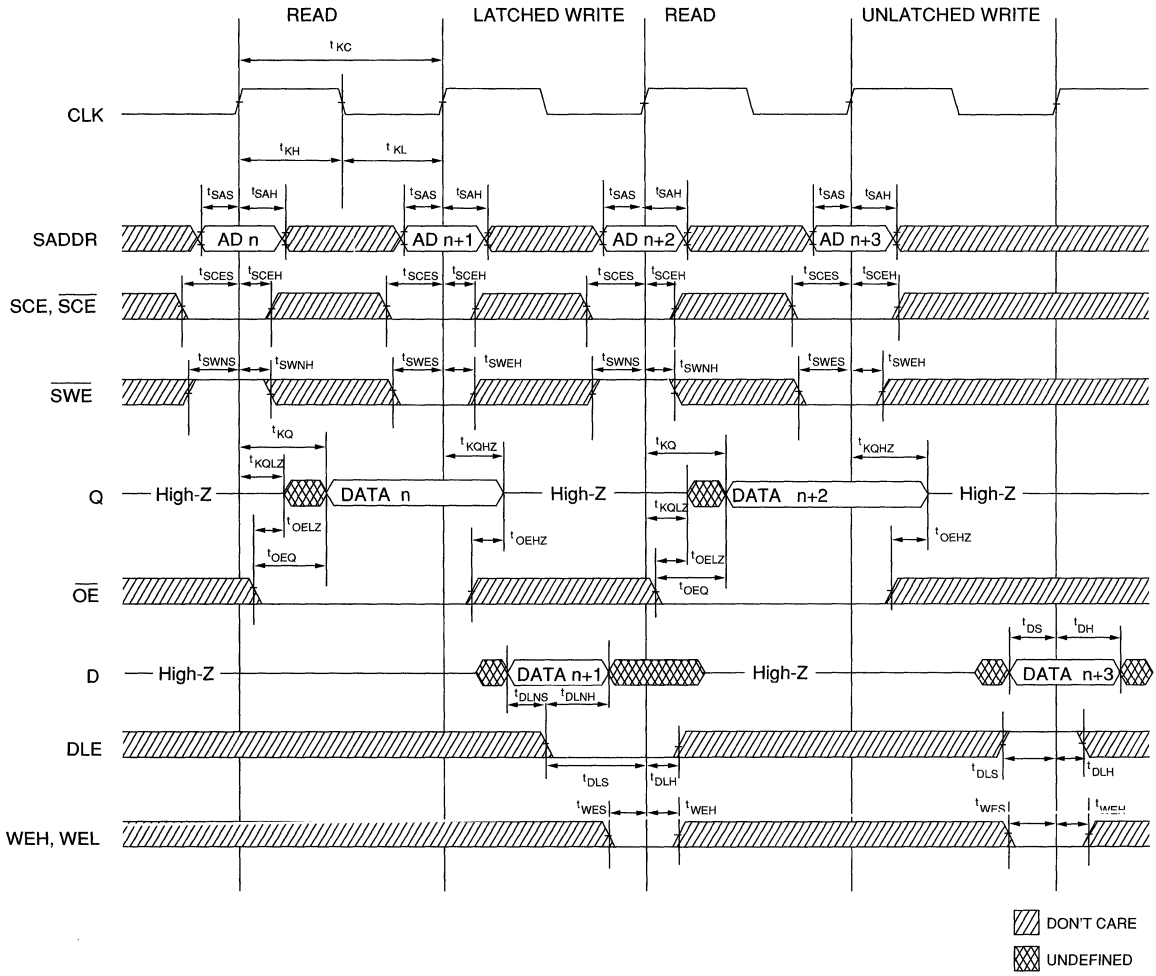 READ LATCHED WRITE READ UNLATCHED WRITE
tKC
CLK
tKH tKL
tSAS tSAH tSAS tSAH tSAS tSAH tSAS tSAH
SADDR AD n AD n+1 AD n+2 AD n+3
tSCES tSCEH tSCES tSCEH tSCES tSCEH tSCES tSCEH
SCE, SCE
tSWNS tSWNH tSWES tSWEH tSWNS tSWNH tSWES tSWEH
SWE
tKQ tKQHZ tKQ tKQHZ
tKQLZ
Q High-Z DATA n High-Z DATA n+2 High-Z
tKQLZ
tOELZ tOEHZ tOELZ tOEHZ
tOEQ tOEQ
OE
tDS tDH
D High-Z DATA n+1 High-Z DATA n+3
tDLNS tDLNH
DLE
tDLS tDLH tDLS tDLH
tWES tWEH tWES tWEH
WEH, WEL
DON'T CARE
UNDEFINED